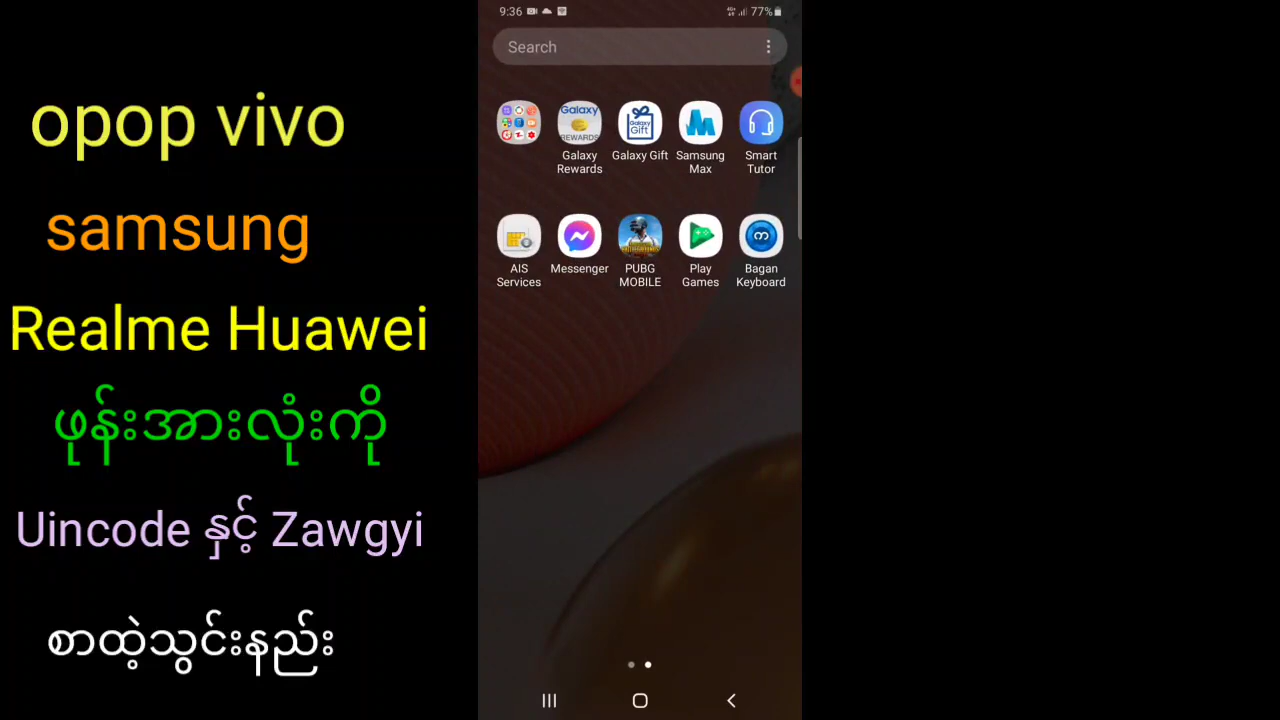 opop vivo
samsung
Realme Huawei
ဖုန်းအားလုံးကို
Uincode နှင့် Zawgyi
စာထဲ့သွင်းနည်း
9:36
77%
Search
Galaxy Rewards
Galaxy Gift
Samsung Max
Smart Tutor
AIS Services
Messenger
PUBG MOBILE
Play Games
Bagan Keyboard